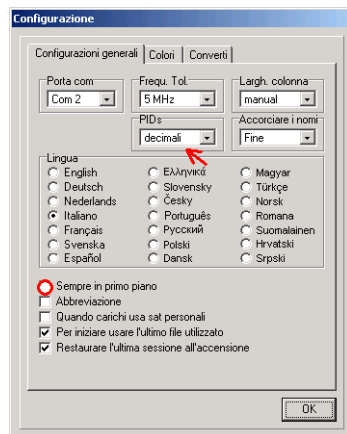 Configurazione
Configurazioni generali Colori Converti
Porta com Frequ. Tol. Largh. colonna
Com 2 5 MHz manual
PIDs Accorciare i nomi
decimali Fine
Lingua
English Ελληνικά Magyar
Deutsch Slovensky Türkçe
Nederlands Česky Norsk
Italiano Português Romana
Français Русский Suomalainen
Svenska Polski Hrvatski
Español Dansk Srpski
Sempre in primo
piano
Abbreviazione
Quando carichi usa sat personali
Per iniziare usare l'ultimo file utilizzato
Restaurare l'ultima sessione all'accensione
OK